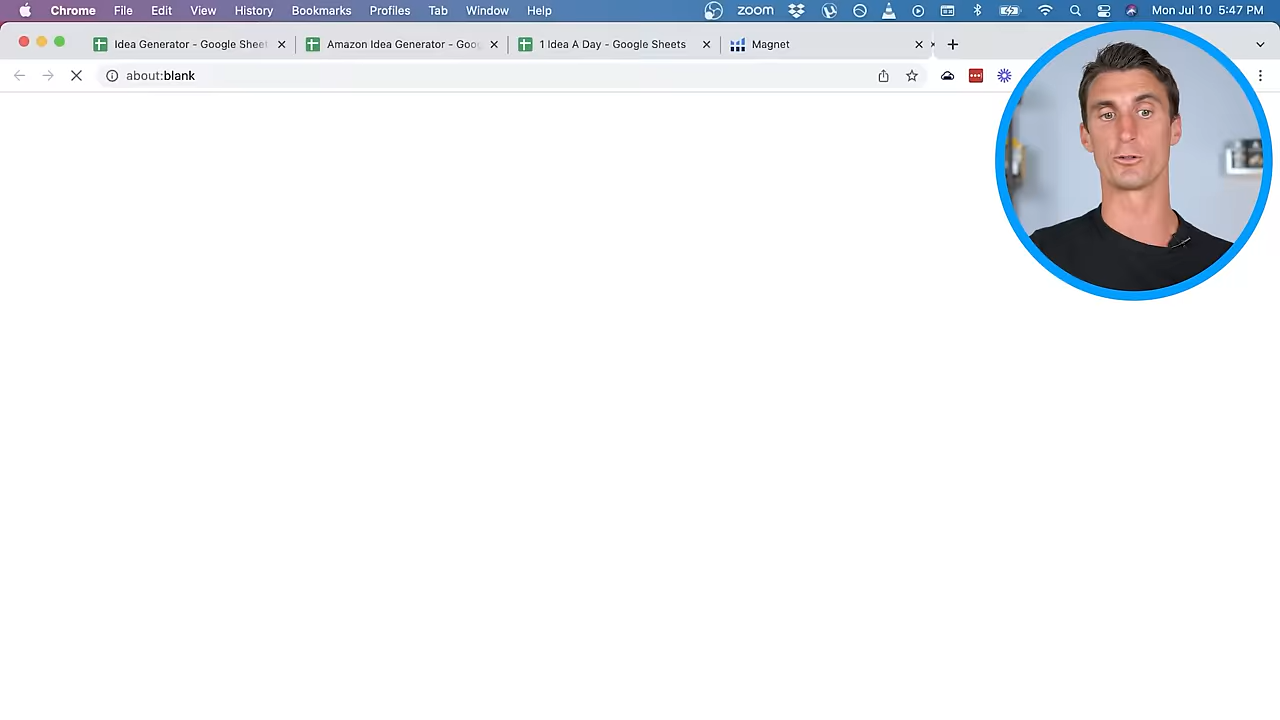 Chrome File Edit View History Bookmarks Profiles Tab Window Help zoom Mon Jul 10 5:47 PM
Idea Generator - Google Sheet Amazon Idea Generator - Goog 1 Idea A Day - Google Sheets Magnet
about:blank